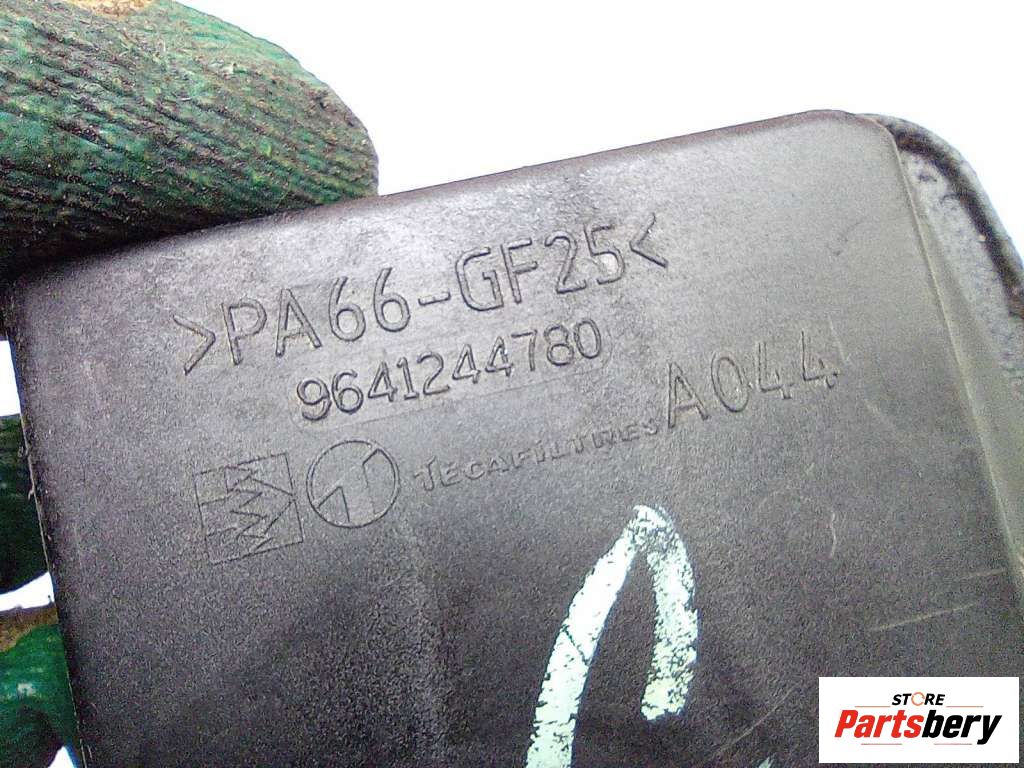 >PA66-GF25<
9641244780
A044
TECAFILTRES
STORE
Partsbery